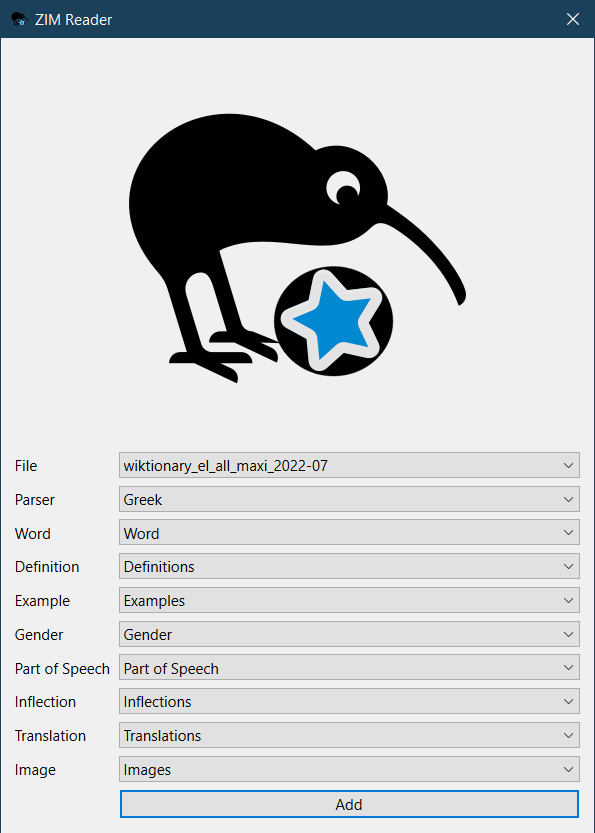 ZIM Reader
File wiktionary_el_all_maxi_2022-07
Parser Greek
Word Word
Definition Definitions
Example Examples
Gender Gender
Part of Speech Part of Speech
Inflection Inflections
Translation Translations
Image Images
Add